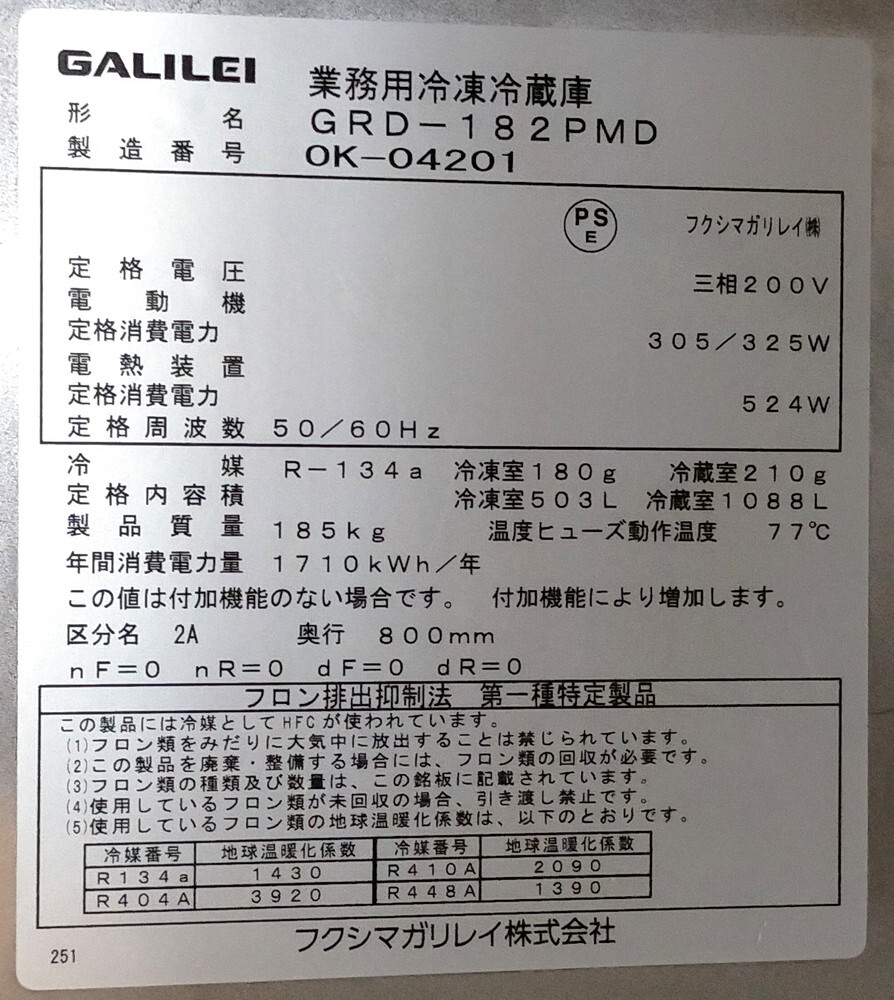 GALILEI 業務用冷凍冷蔵庫
形名 GRD-182PMD
製造番号 0K-04201
PS E フクシマガリレイ㈱
定格電圧 三相200V
電動機
定格消費電力 305/325W
電熱装置
定格消費電力 524W
定格周波数 50/60Hz
冷媒 R-134a 冷凍室180g 冷蔵室210g
定格内容積 冷凍室503L 冷蔵室1088L
製品質量 185kg 温度ヒューズ動作温度 77℃
年間消費電力量 1710kWh/年
この値は付加機能のない場合です。 付加機能により増加します。
区分名 2A 奥行 800mm
nF=0 nR=0 dF=0 dR=0
フロン排出抑制法 第一種特定製品
この製品には冷媒としてHFCが使われています。
(1)フロン類をみだりに大気中に放出することは禁じられています。
(2)この製品を廃棄・整備する場合には、フロン類の回収が必要です。
(3)フロン類の種類及び数量は、この銘板に記載されています。
(4)使用しているフロン類が未回収の場合、引き渡し禁止です。
(5)使用しているフロン類の地球温暖化係数は、以下のとおりです。
冷媒番号 地球温暖化係数 冷媒番号 地球温暖化係数
R134a 1430 R410A 2090
R404A 3920 R448A 1390
フクシマガリレイ株式会社
251